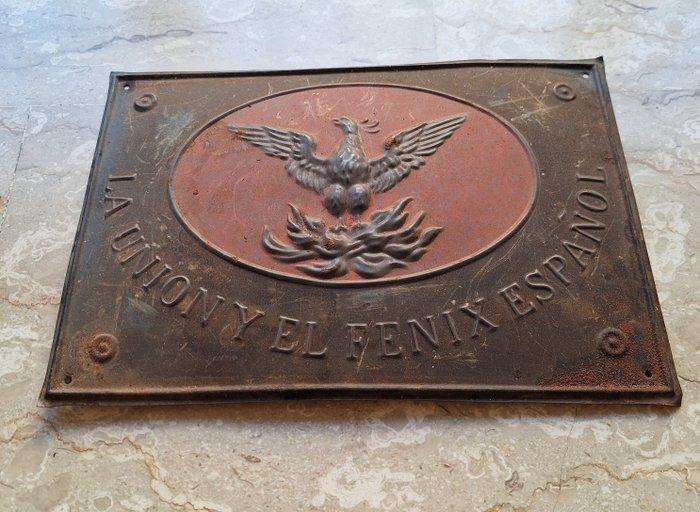 LA UNION Y EL FENIX ESPAÑOL